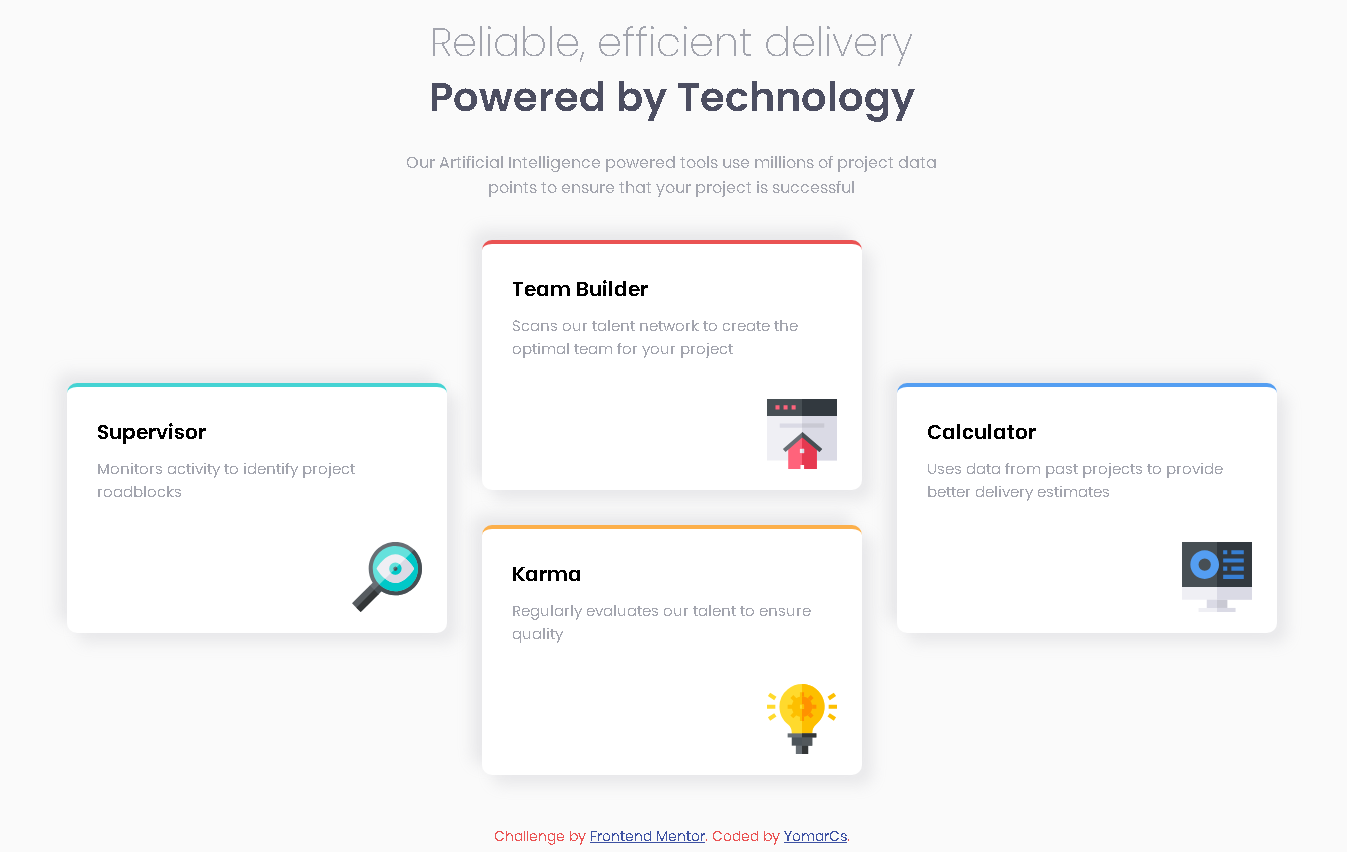 Reliable, efficient delivery
Powered by Technology
Our Artificial Intelligence powered tools use millions of project data
points to ensure that your project is successful
Team Builder
Scans our talent network to create the
optimal team for your project
Supervisor
Monitors activity to identify project
roadblocks
Calculator
Uses data from past projects to provide
better delivery estimates
Karma
Regularly evaluates our talent to ensure
quality
Challenge by Frontend Mentor. Coded by YomarCs.